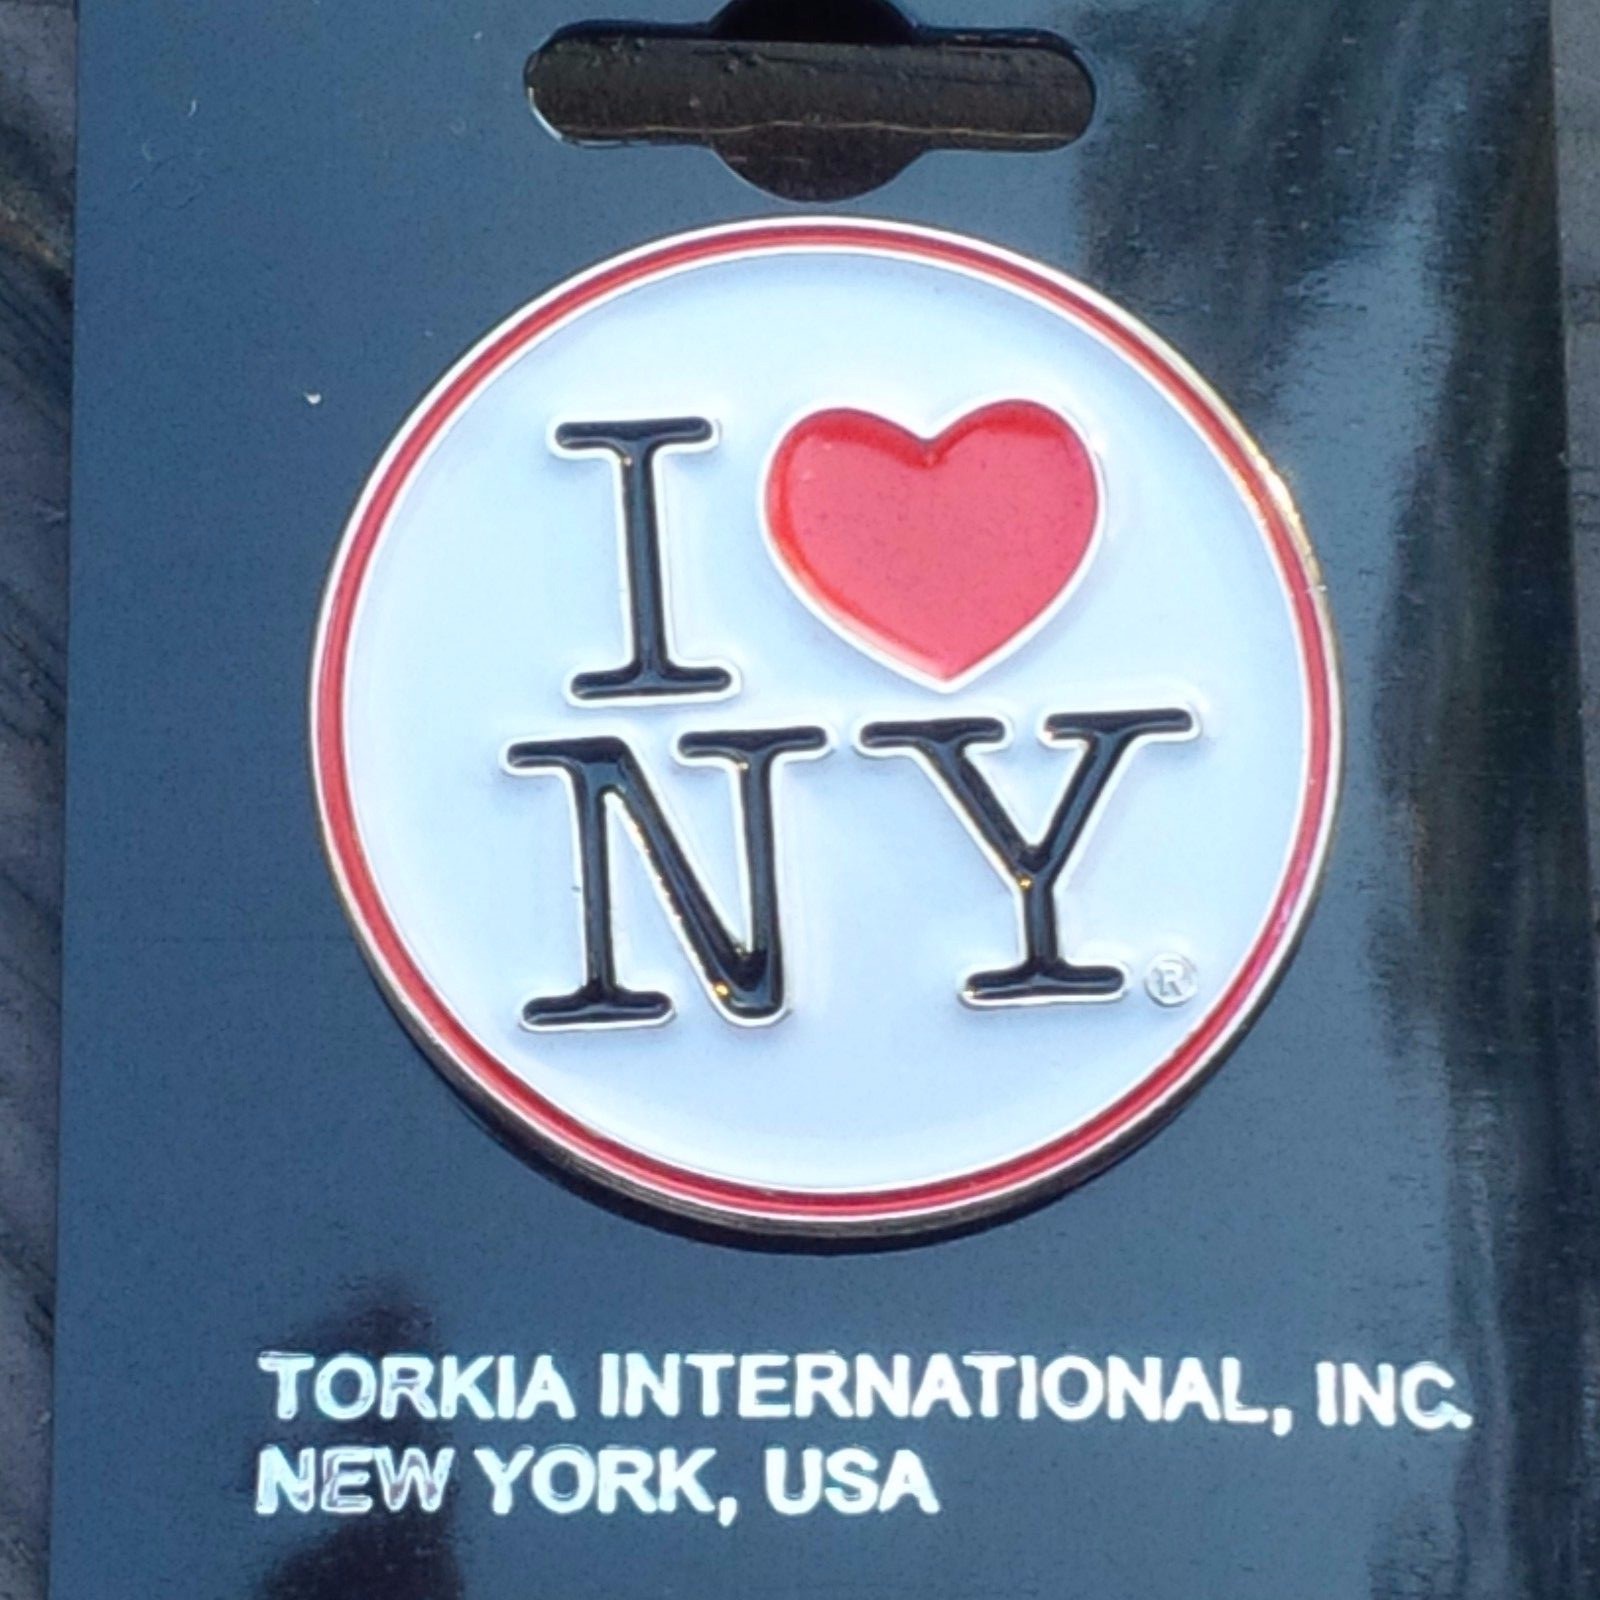 I ❤
NY®
TORKIA INTERNATIONAL, INC.
NEW YORK, USA